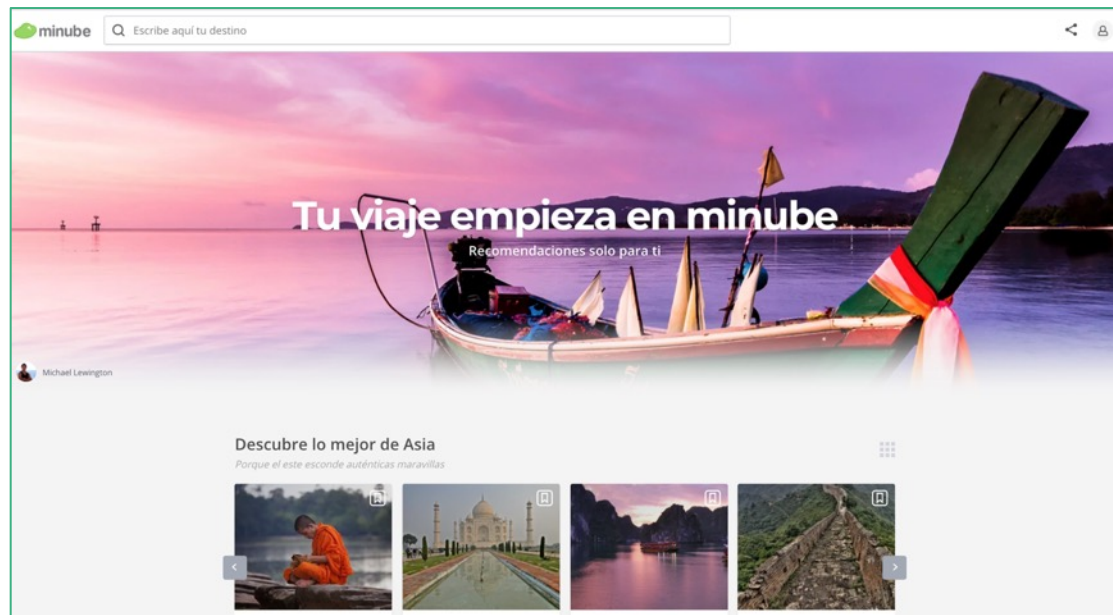 minube
Escribe aquí tu destino
Tu viaje empieza en minube
Recomendaciones solo para ti
Michael Lewington
Descubre lo mejor de Asia
Porque el este esconde auténticas maravillas